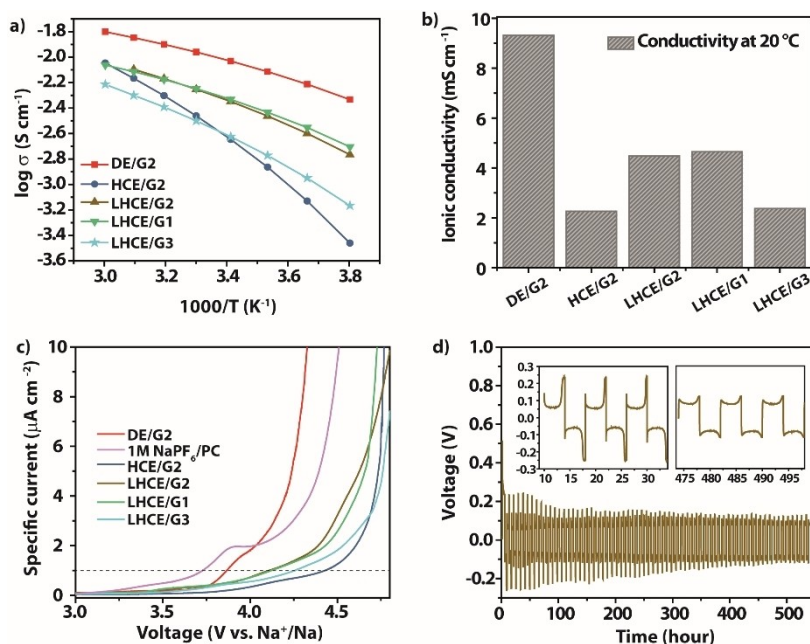 a)
-1.8
-2.0
-2.2
-2.4
-2.6
-2.8
-3.0
-3.2
-3.4
-3.6
log σ (S cm⁻¹)
DE/G2
HCE/G2
LHCE/G2
LHCE/G1
LHCE/G3
3.0 3.2 3.4 3.6 3.8
1000/T (K⁻¹)
b)
10
8
6
4
2
0
Ionic conductivity (mS cm⁻¹)
Conductivity at 20 °C
DE/G2 HCE/G2 LHCE/G2 LHCE/G1 LHCE/G3
c)
10
8
6
4
2
0
Specific current (μA cm⁻²)
DE/G2
1M NaPF₆/PC
HCE/G2
LHCE/G2
LHCE/G1
LHCE/G3
3.0 3.5 4.0 4.5
Voltage (V vs. Na⁺/Na)
d)
1.0
0.8
0.6
0.4
0.2
0.0
-0.2
Voltage (V)
0.3
0.2
0.1
0.0
-0.1
-0.2
-0.3
10 14 18 22 26 30
475 480 485 490 495
0 100 200 300 400 500
Time (hour)